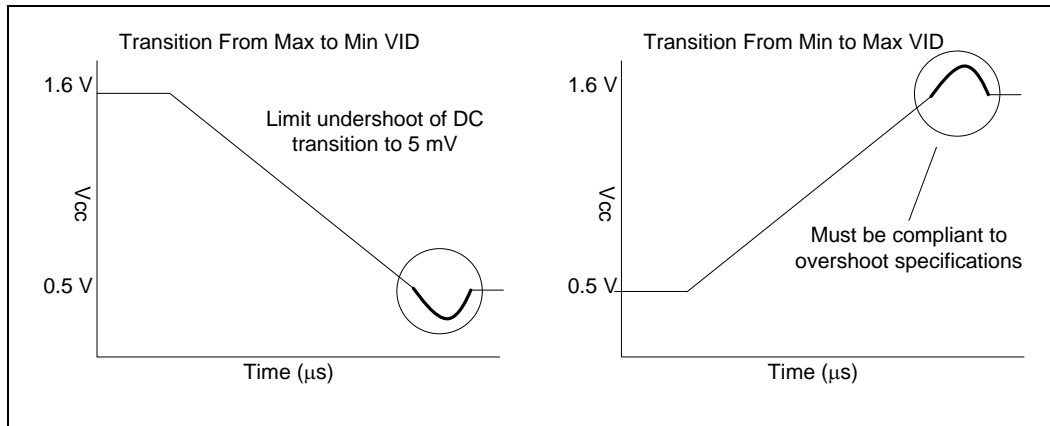 Transition From Max to Min VID
1.6 V
Limit undershoot of DC
transition to 5 mV
Vcc
0.5 V
Time (μs)
Transition From Min to Max VID
1.6 V
Vcc
Must be compliant to
overshoot specifications
0.5 V
Time (μs)